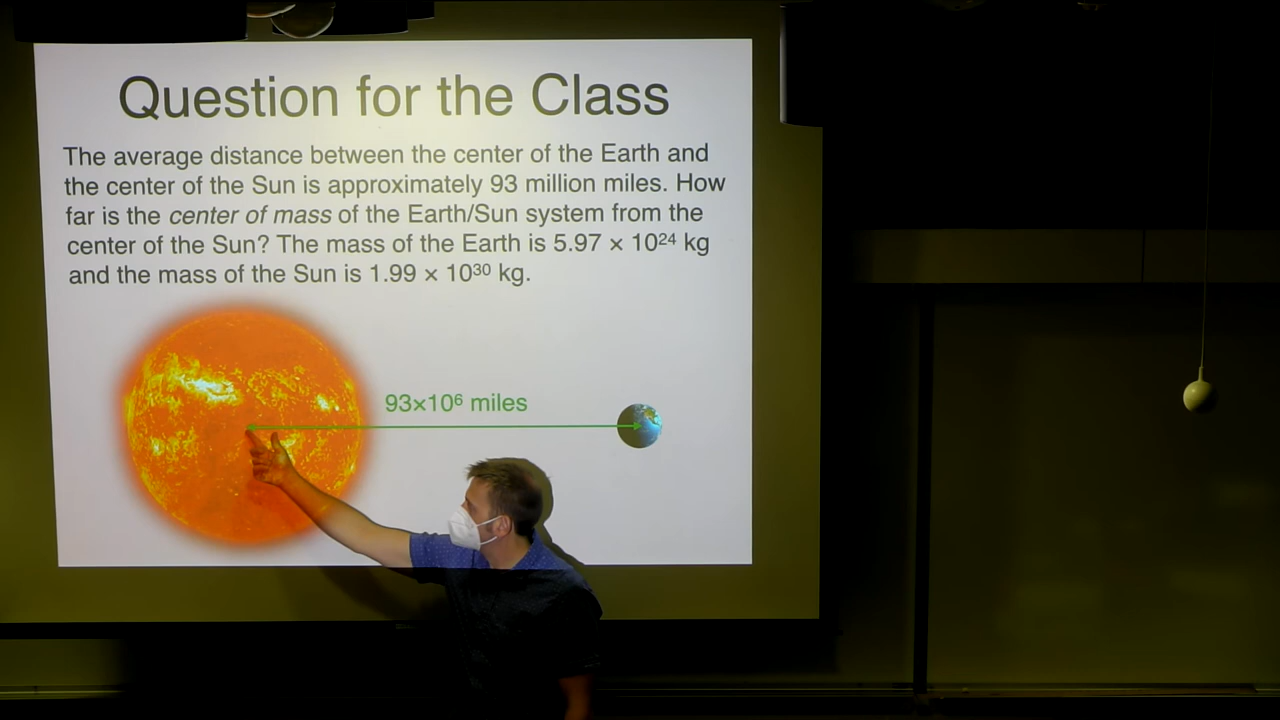 Question for the Class
The average distance between the center of the Earth and
the center of the Sun is approximately 93 million miles. How
far is the center of mass of the Earth/Sun system from the
center of the Sun? The mass of the Earth is 5.97 × 10²⁴ kg
and the mass of the Sun is 1.99 × 10³⁰ kg.
93×10⁶ miles